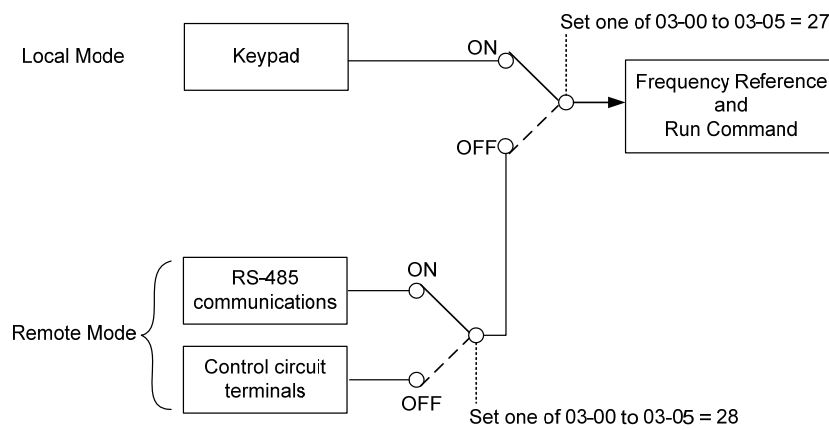 Set one of 03-00 to 03-05 = 27
Local Mode
Keypad
ON
Frequency Reference
and
Run Command
OFF
RS-485
communications
ON
Remote Mode
Control circuit
terminals
OFF
Set one of 03-00 to 03-05 = 28